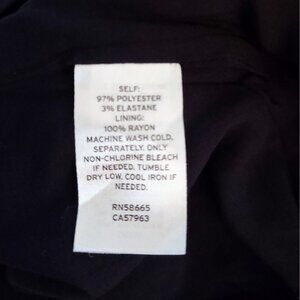 SELF:
97% POLYESTER
3% ELASTANE
LINING:
100% RAYON
MACHINE WASH COLD,
SEPARATELY. ONLY
NON-CHLORINE BLEACH
IF NEEDED. TUMBLE
DRY LOW. COOL IRON IF
NEEDED.
RN58665
CA57963